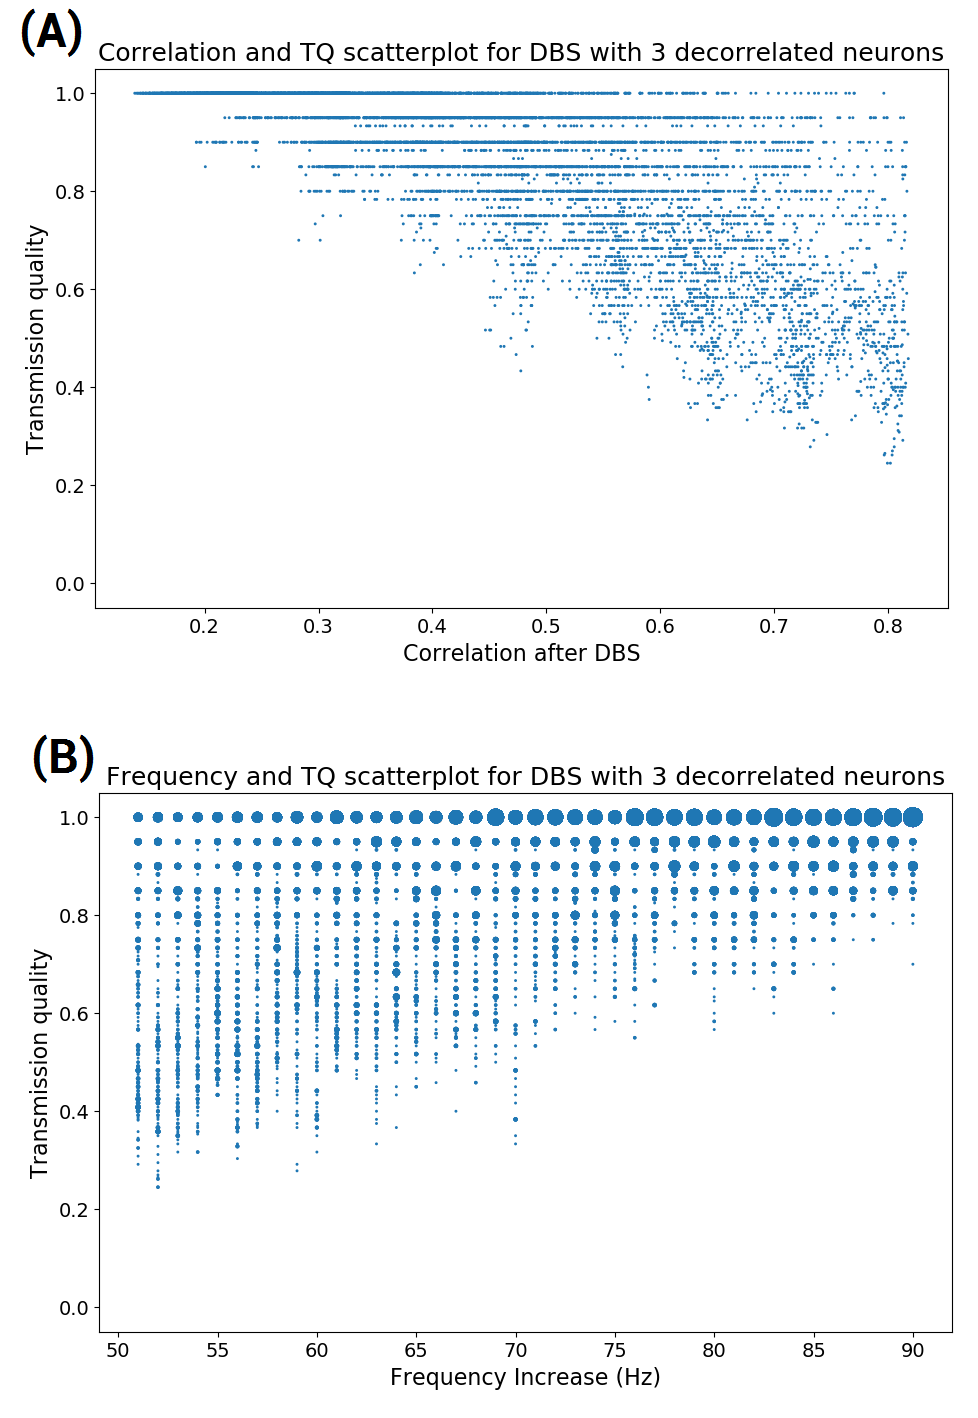 (A)
Correlation and TQ scatterplot for DBS with 3 decorrelated neurons
1.0
0.8
0.6
0.4
0.2
0.0
Transmission quality
0.2 0.3 0.4 0.5 0.6 0.7 0.8
Correlation after DBS
(B)
Frequency and TQ scatterplot for DBS with 3 decorrelated neurons
1.0
0.8
0.6
0.4
0.2
0.0
Transmission quality
50 55 60 65 70 75 80 85 90
Frequency Increase (Hz)